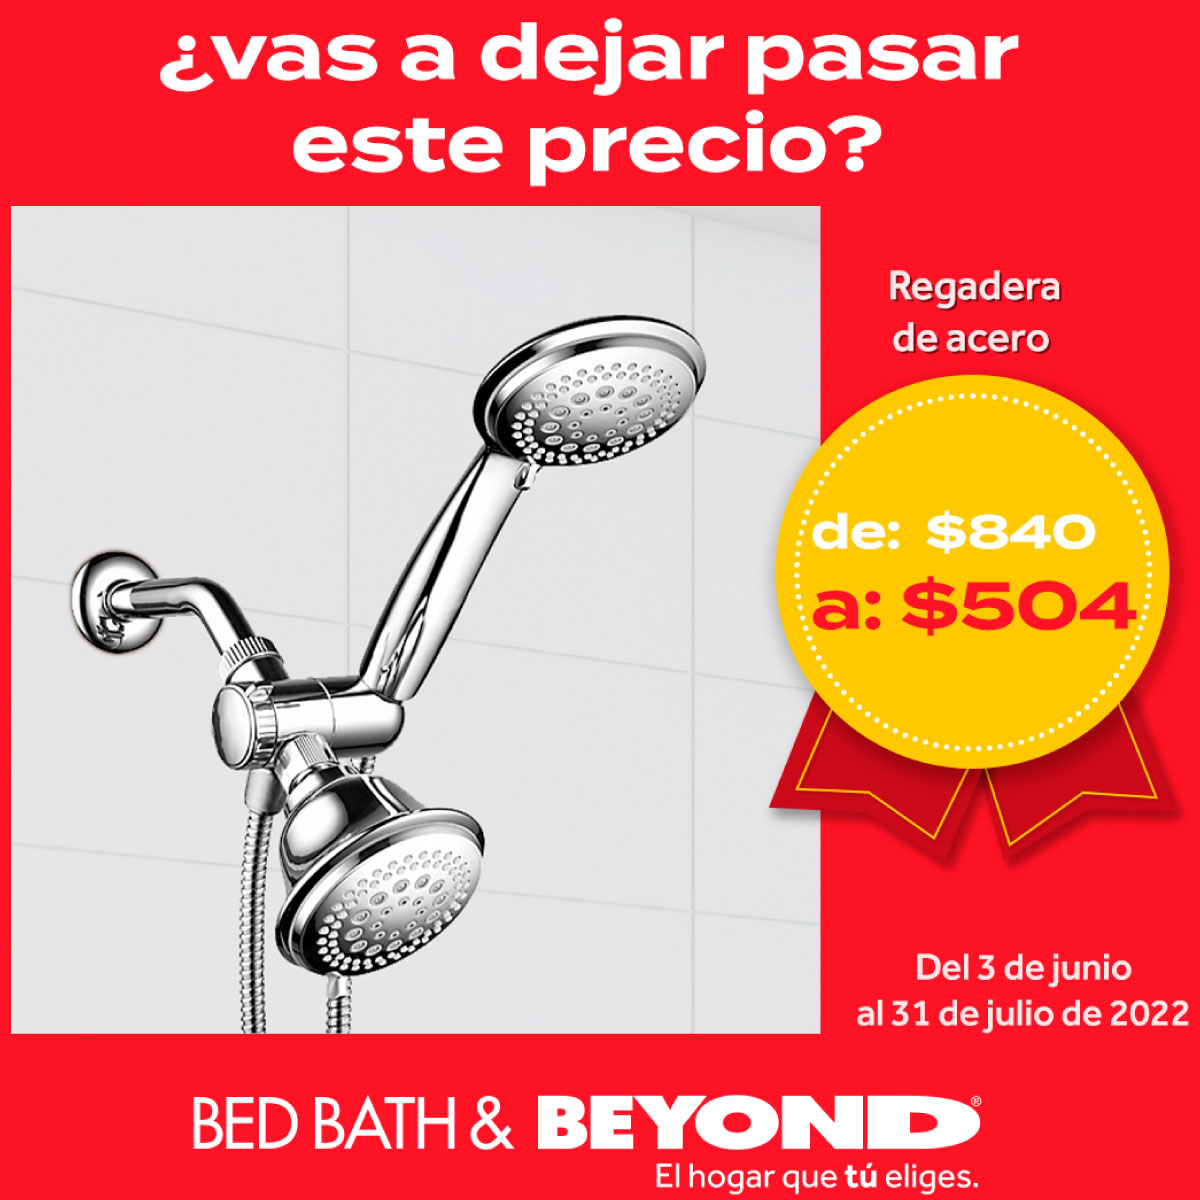 ¿vas a dejar pasar
este precio?
Regadera
de acero
de: $840
a: $504
Del 3 de junio
al 31 de julio de 2022
BED BATH & BEYOND®
El hogar que tú eliges.